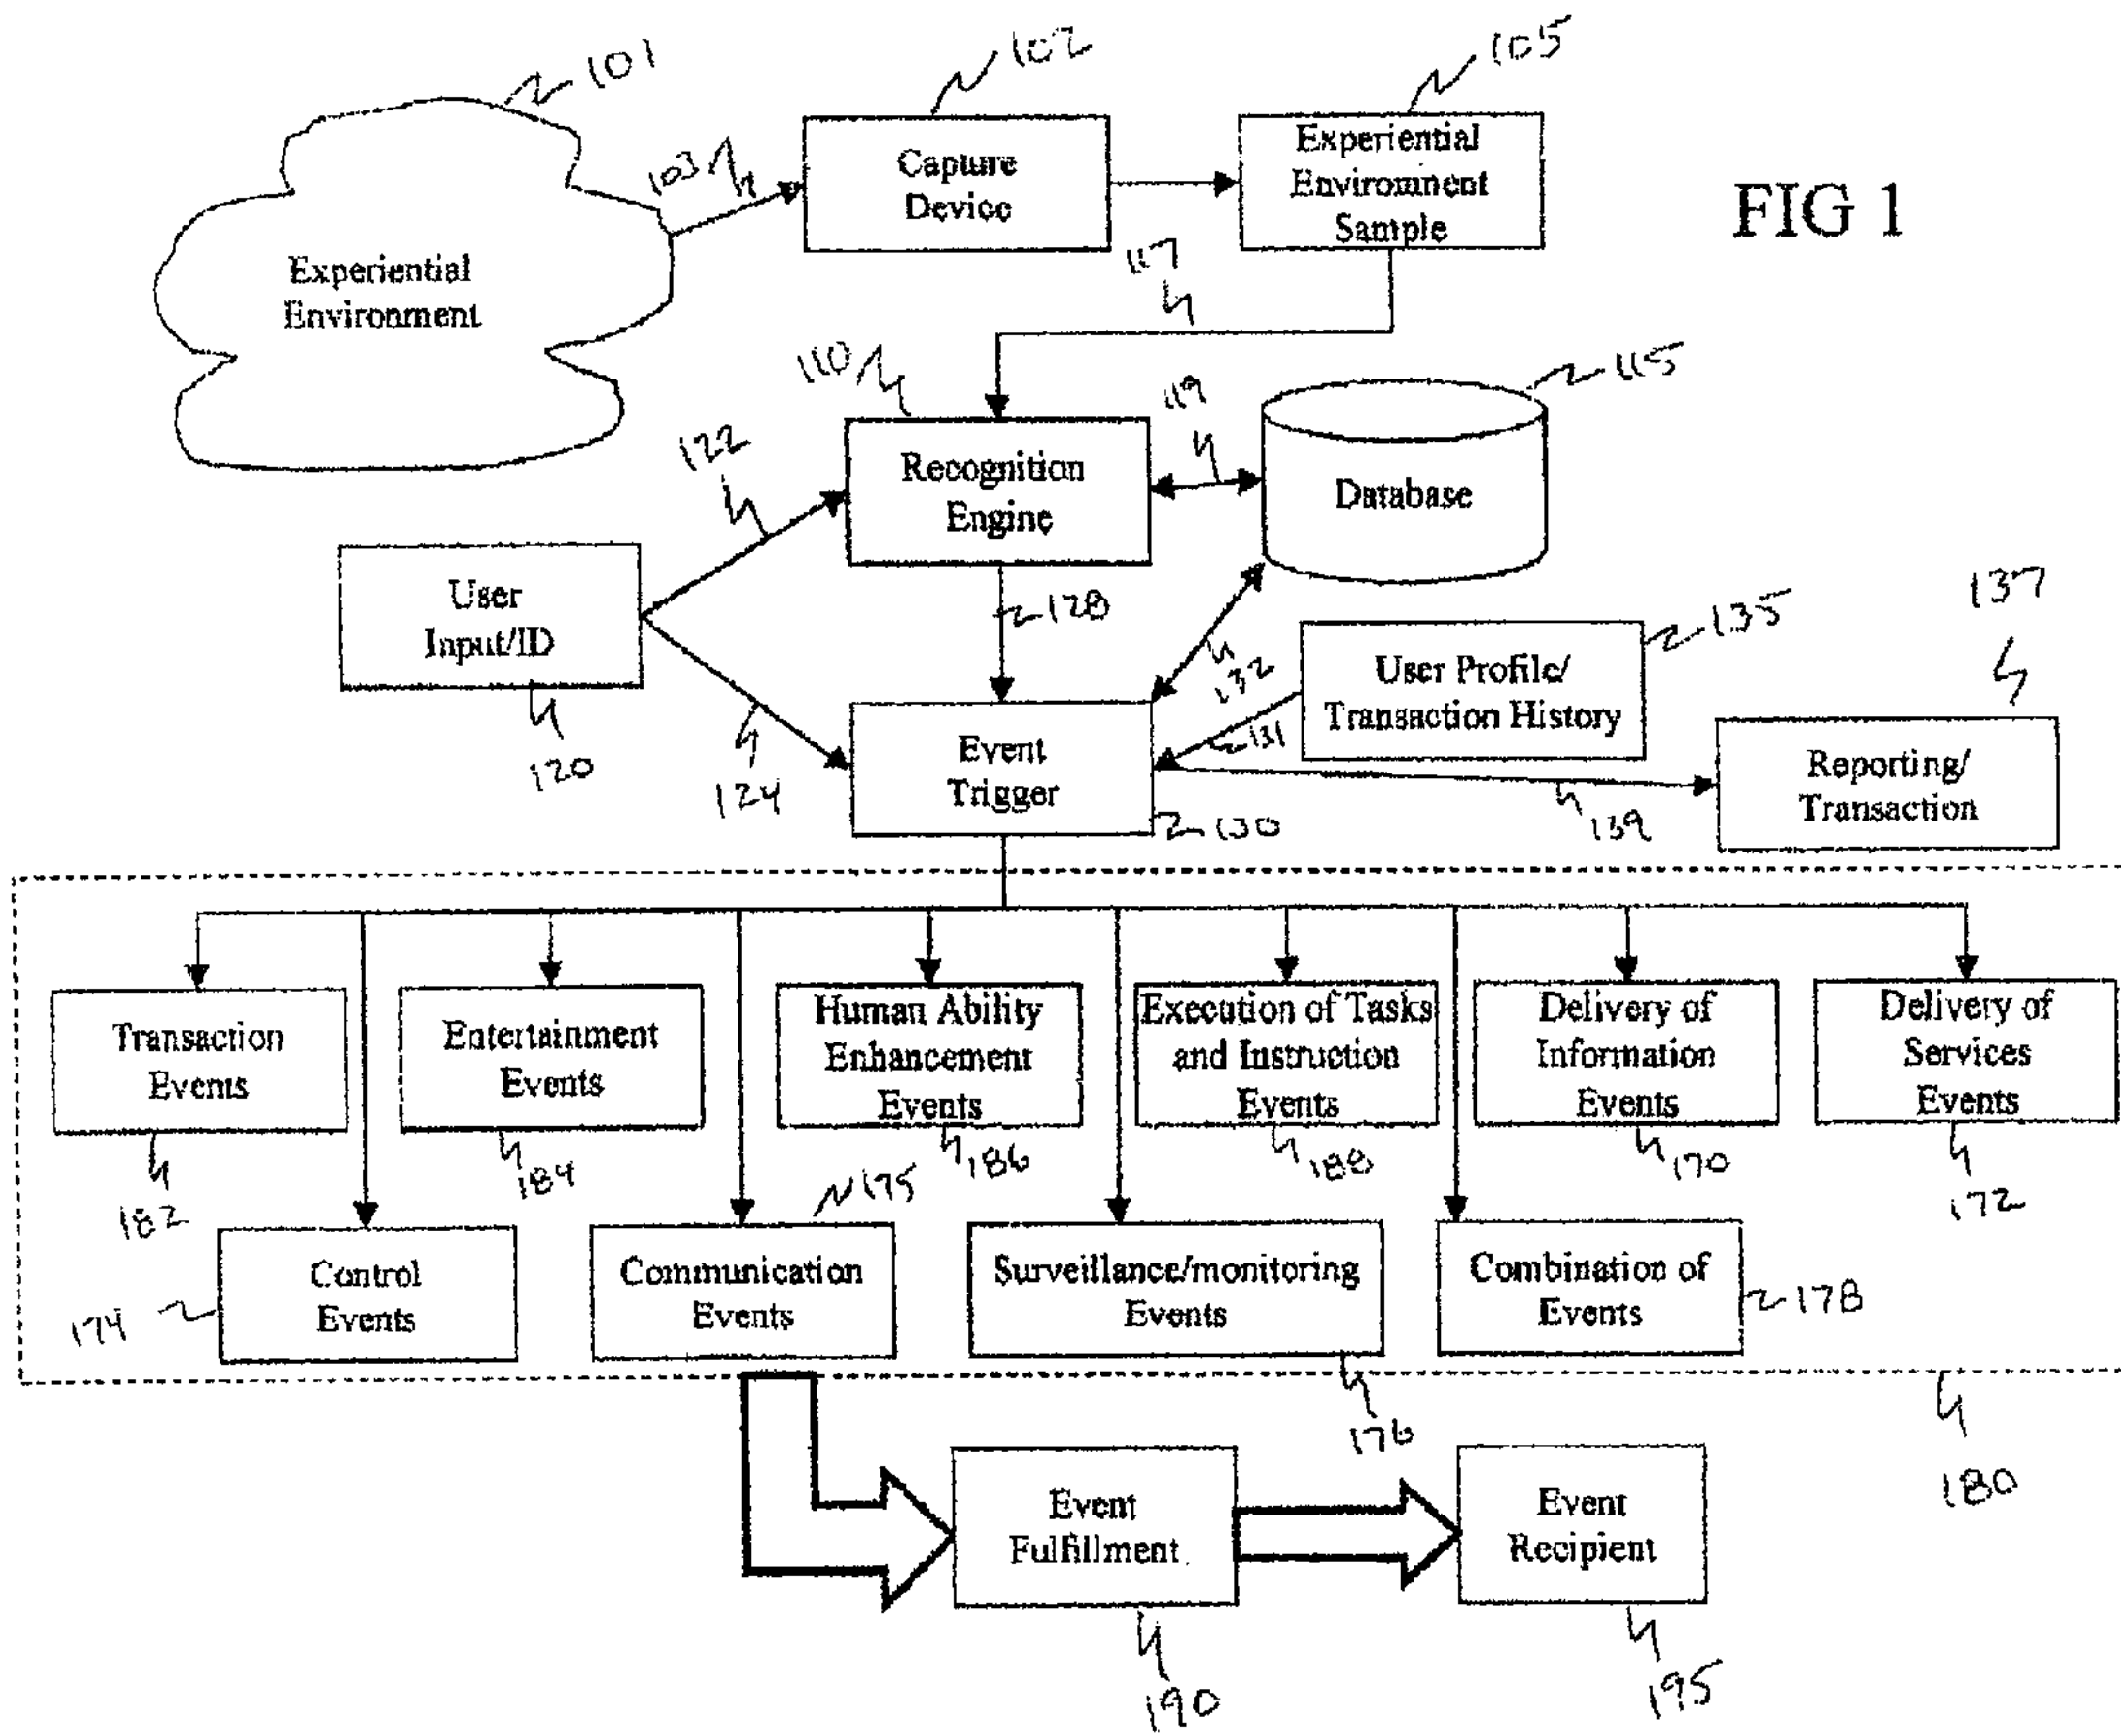 101
102
105
103
Capture
Device
Experiential
Environment
Sample
FIG 1
Experiential
Environment
117
110
119
115
122
Recognition
Engine
Database
User
Input/ID
128
132
135
137
User Profile/
Transaction History
131
120
124
Event
Trigger
130
139
Reporting/
Transaction
Transaction
Events
Entertainment
Events
Human Ability
Enhancement
Events
Execution of Tasks
and Instruction
Events
Delivery of
Information
Events
Delivery of
Services
Events
182
184
186
188
170
172
175
174
Control
Events
Communication
Events
Surveillance/monitoring
Events
Combination of
Events
178
176
180
Event
Fulfillment
Event
Recipient
190
195